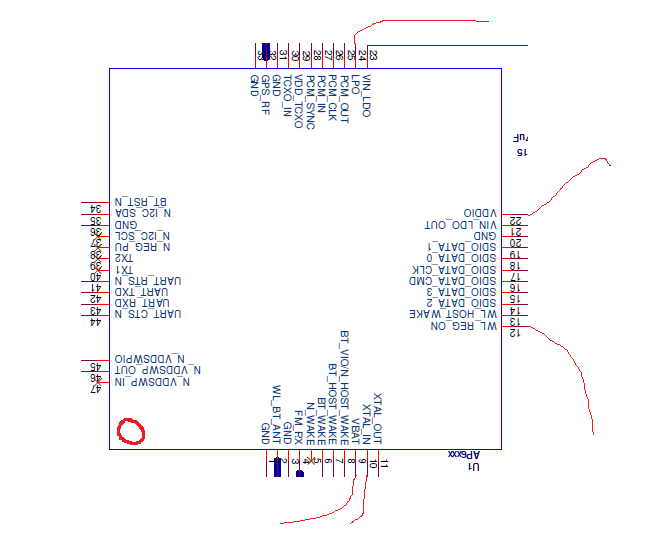 33
32
31
30
29
28
27
26
25
24
23
GND
GPS_RF
GND
TCXO_IN
VDD_TCXO
PCM_SYNC
PCM_IN
PCM_CLK
PCM_OUT
LPO
VIN_LDO
7uF
15
BT_RST_N
34
N_I2C_SDA
35
GND
36
N_I2C_SCL
37
N_REG_PU
38
TX2
39
TX1
40
UART_RTS_N
41
UART_TXD
42
UART_RXD
43
UART_CTS_N
44
N_VDDSWPIO
45
N_VDDSWP_OUT
46
N_VDDSWP_IN
47
VDDIO
22
VIN_LDO_OUT
21
GND
20
SDIO_DATA_1
19
SDIO_DATA_0
18
SDIO_DATA_CLK
17
SDIO_DATA_CMD
16
SDIO_DATA_3
15
SDIO_DATA_2
14
WL_HOST_WAKE
13
WL_REG_ON
12
GND
WL_BT_ANT
GND
FM_RX
N_WAKE
BT_WAKE
BT_HOST_WAKE
BT_VIO/N_HOST_WAKE
VBAT
XTAL_IN
XTAL_OUT
1
2
3
4
5
6
7
8
9
10
11
AP6xxx
U1